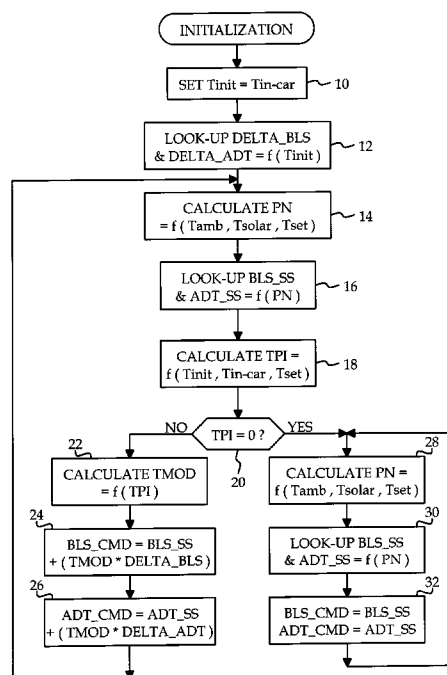 INITIALIZATION
SET Tinit = Tin-car
10
LOOK-UP DELTA_BLS
& DELTA_ADT = f ( Tinit )
12
CALCULATE PN
= f ( Tamb , Tsolar , Tset )
14
LOOK-UP BLS_SS
& ADT_SS = f ( PN )
16
CALCULATE TPI =
f ( Tinit , Tin-car , Tset )
18
NO
TPI = 0 ?
YES
20
22
CALCULATE TMOD
= f ( TPI )
24
BLS_CMD = BLS_SS
+ ( TMOD * DELTA_BLS )
26
ADT_CMD = ADT_SS
+ ( TMOD * DELTA_ADT )
28
CALCULATE PN =
f ( Tamb , Tsolar , Tset )
30
LOOK-UP BLS_SS
& ADT_SS = f ( PN )
32
BLS_CMD = BLS_SS
ADT_CMD = ADT_SS